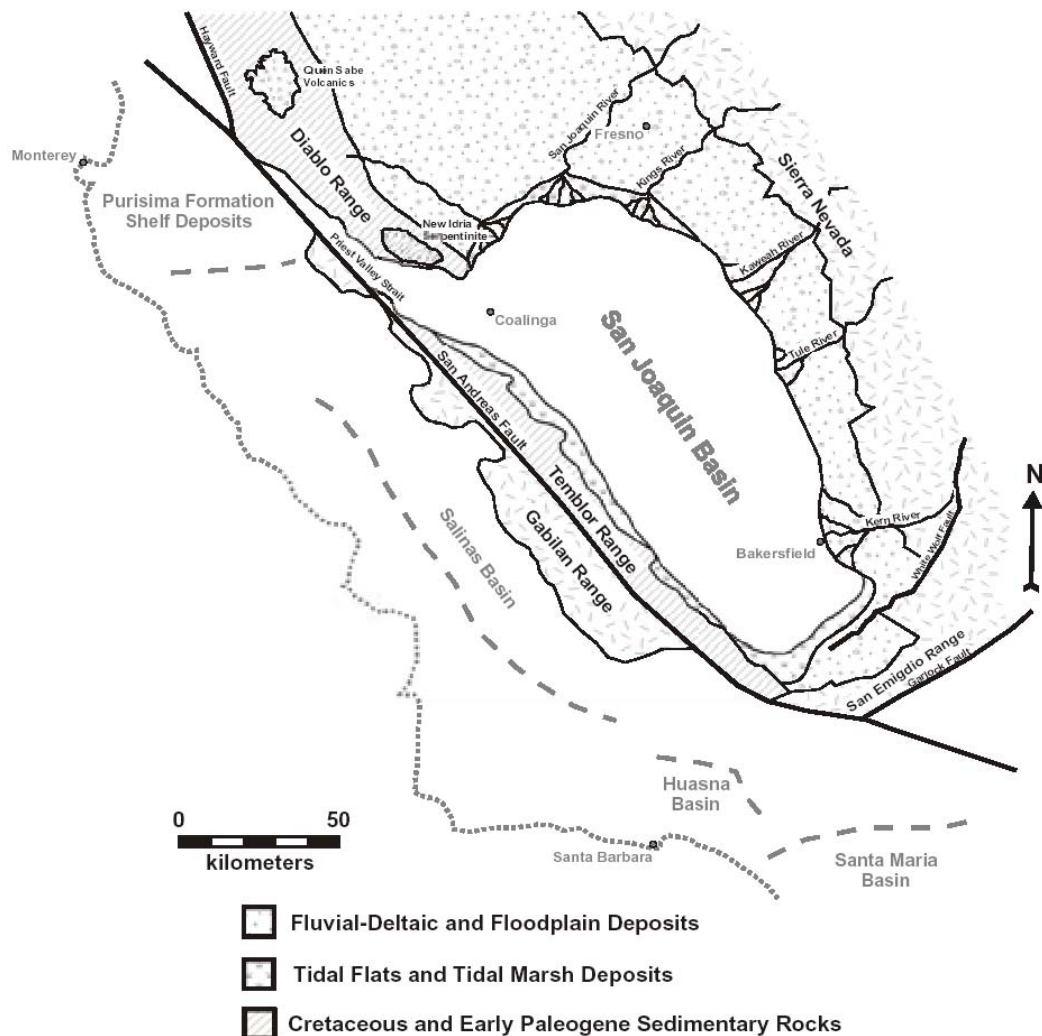 Hayward Fault
Quin Sabe
Volcanics
San Joaquin River
Fresno
Monterey
Diablo Range
Kings River
Sierra Nevada
Purisima Formation
Shelf Deposits
New Idria
Priest Valley Strait
Kaweah River
Coalinga
San Joaquin Basin
Tule River
San Andreas Fault
N
Temblor Range
Salinas Basin
Gabilan Range
Kern River
White Wolf Fault
Bakersfield
San Emigdio Range
Garlock Fault
Huasna
Basin
0 50
kilometers
Santa Barbara
Santa Maria
Basin
Fluvial-Deltaic and Floodplain Deposits
Tidal Flats and Tidal Marsh Deposits
Cretaceous and Early Paleogene Sedimentary Rocks